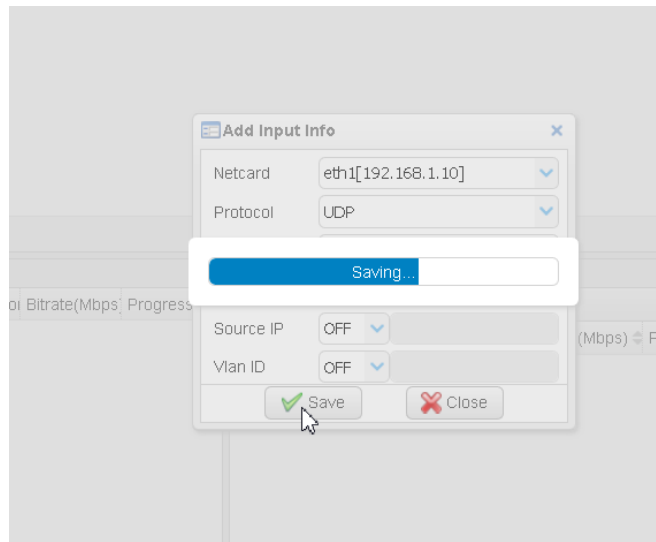 Add Input Info
Netcard eth1[192.168.1.10]
Protocol UDP
Saving...
Bitrate(Mbps) Progress
Source IP OFF
(Mbps)
Vlan ID OFF
Save Close